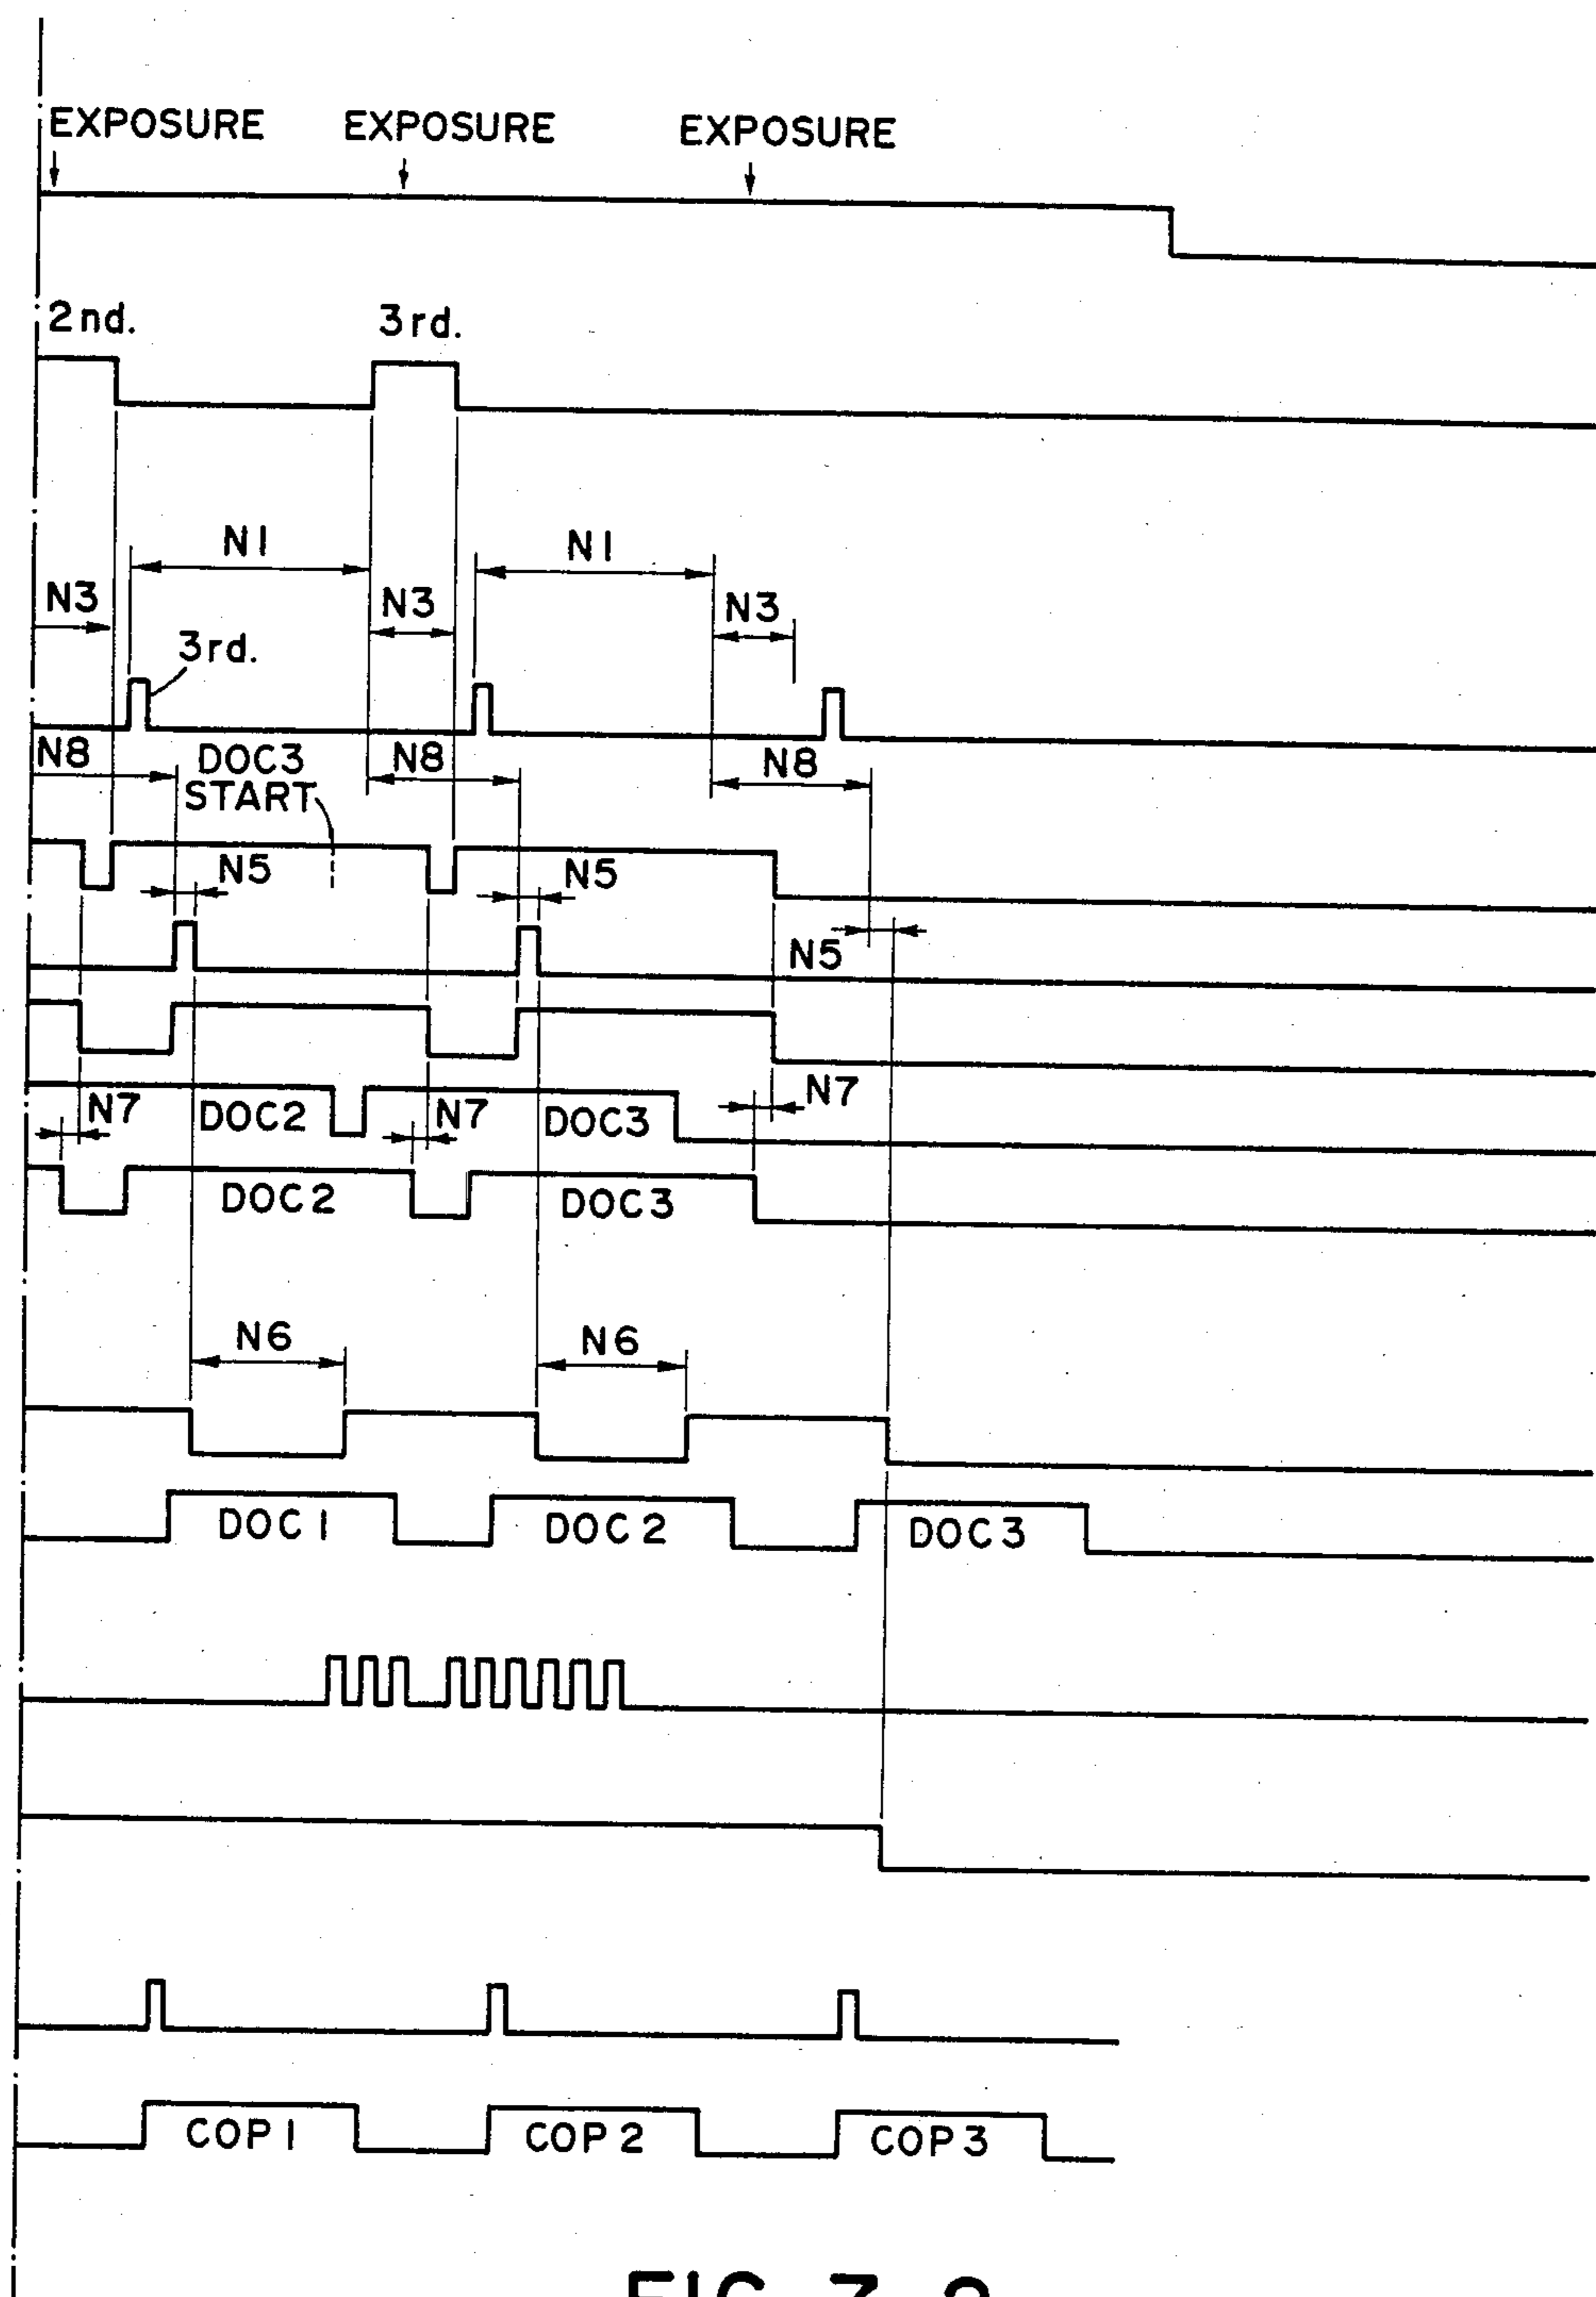 EXPOSURE EXPOSURE EXPOSURE
2nd. 3rd.
N1 N1
N3 N3 N3
3rd.
N8 DOC3 N8 N8
START
N5 N5
N5
N7 DOC2 N7 DOC3 N7
DOC2 DOC3
N6 N6
DOC1 DOC2 DOC3
COP1 COP2 COP3